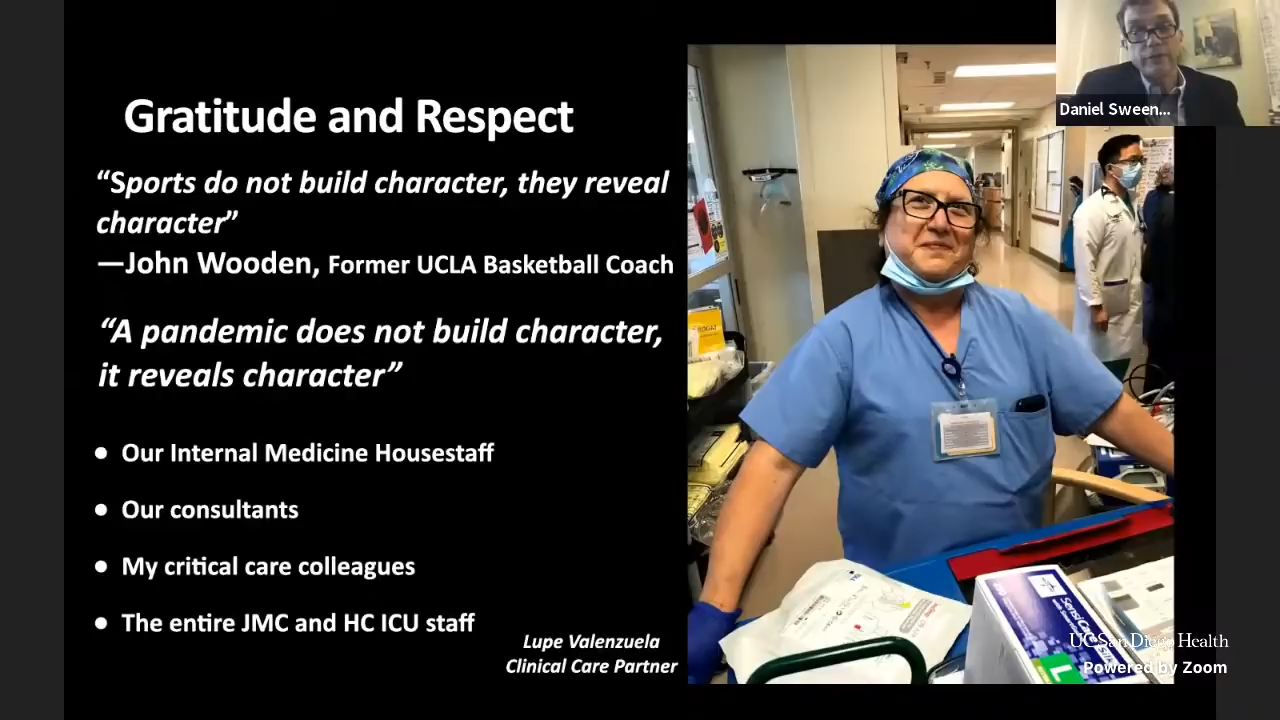 Gratitude and Respect
“Sports do not build character, they reveal
character”
—John Wooden, Former UCLA Basketball Coach
“A pandemic does not build character,
it reveals character”
● Our Internal Medicine Housestaff
● Our consultants
● My critical care colleagues
● The entire JMC and HC ICU staff
Lupe Valenzuela
Clinical Care Partner
Daniel Sween...
L
UC San Diego Health
Powered by Zoom